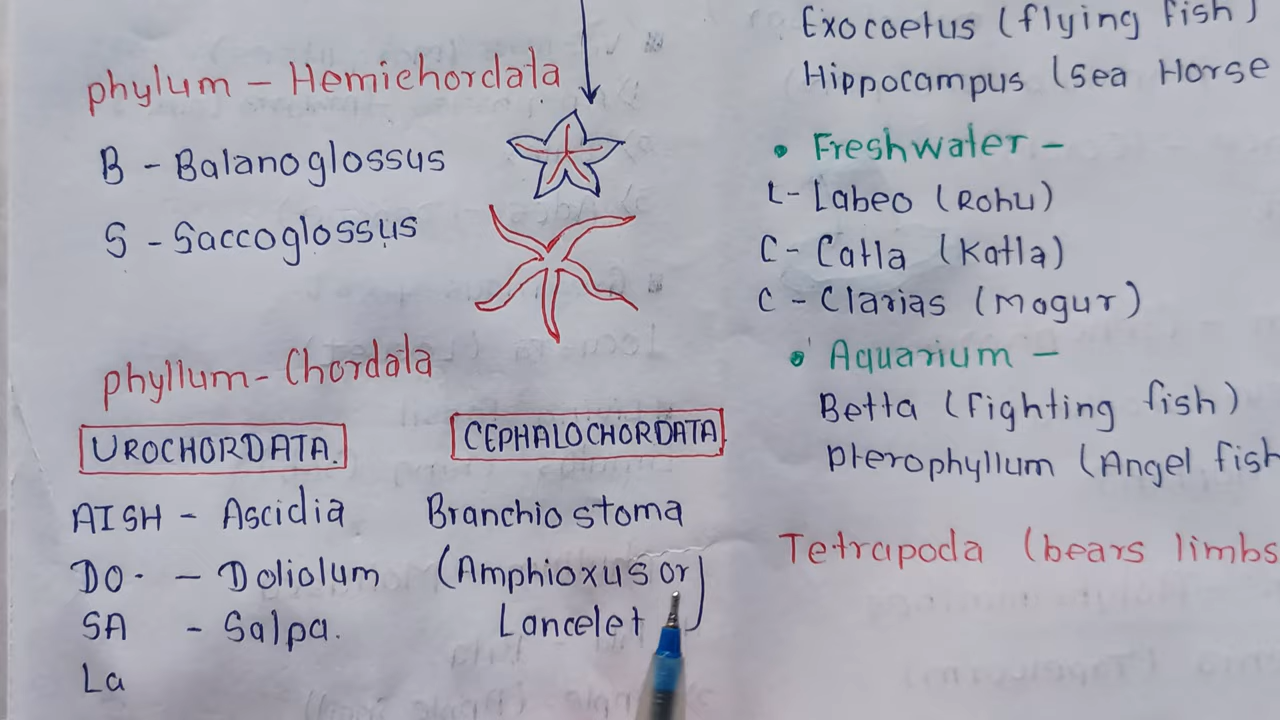 phylum - Hemichordata
B - Balanoglossus
S - Saccoglossus
phyllum - Chordala
UROCHORDATA.
AISH - Ascidia
DO. - Doliolum
SA - Salpa.
La
CEPHALOCHORDATA
Branchiostoma
(Amphioxus or
Lancelet)
Exocoetus (flying fish)
Hippocampus (Sea Horse
• Freshwater -
L - Labeo (Rohu)
C - Catla (Katla)
C - Clarias (Mogur)
• Aquarium -
Betta (Fighting fish)
Pterophyllum (Angel fish
Tetrapoda (bears limbs